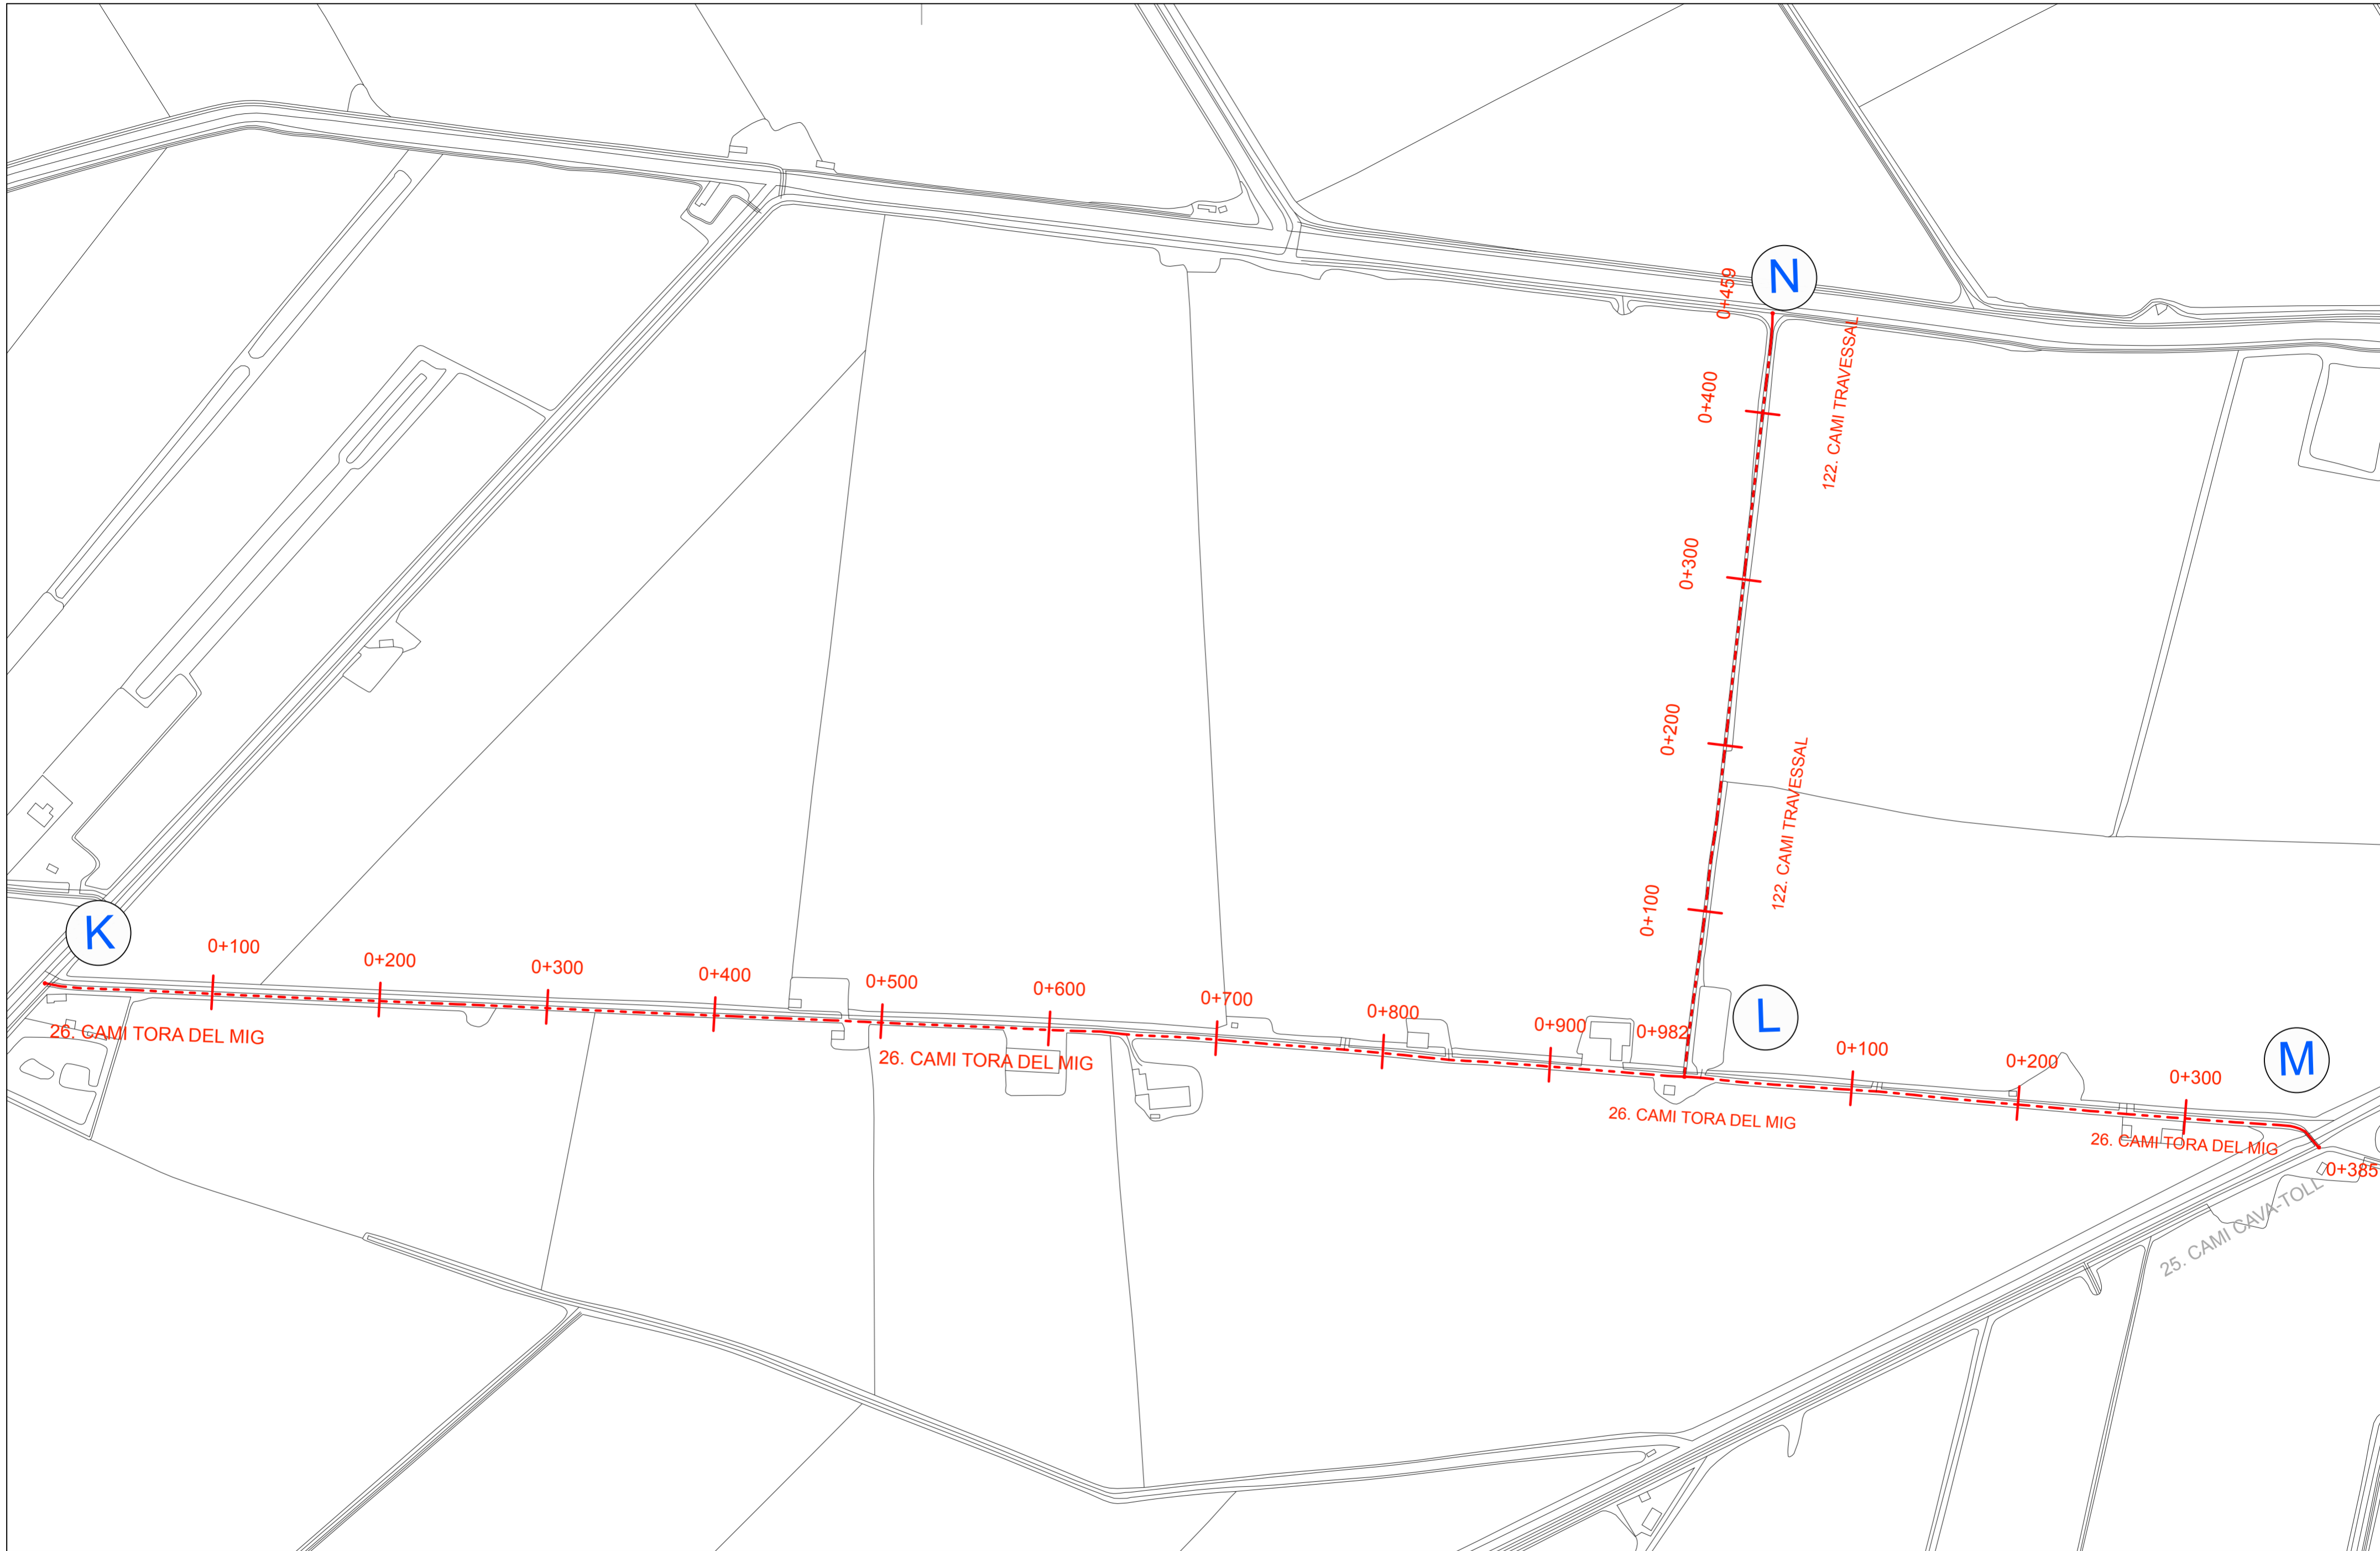 N
0+459
122. CAMI TRAVESSAL
0+400
0+300
0+200
122. CAMI TRAVESSAL
0+100
K
0+100
0+200
0+300
0+400
0+500
0+600
0+700
0+800
0+900
0+982
L
0+100
0+200
0+300
M
26. CAMI TORA DEL MIG
26. CAMI TORA DEL MIG
26. CAMI TORA DEL MIG
26. CAMI TORA DEL MIG
0+385
25. CAMI CAVA-TOLL